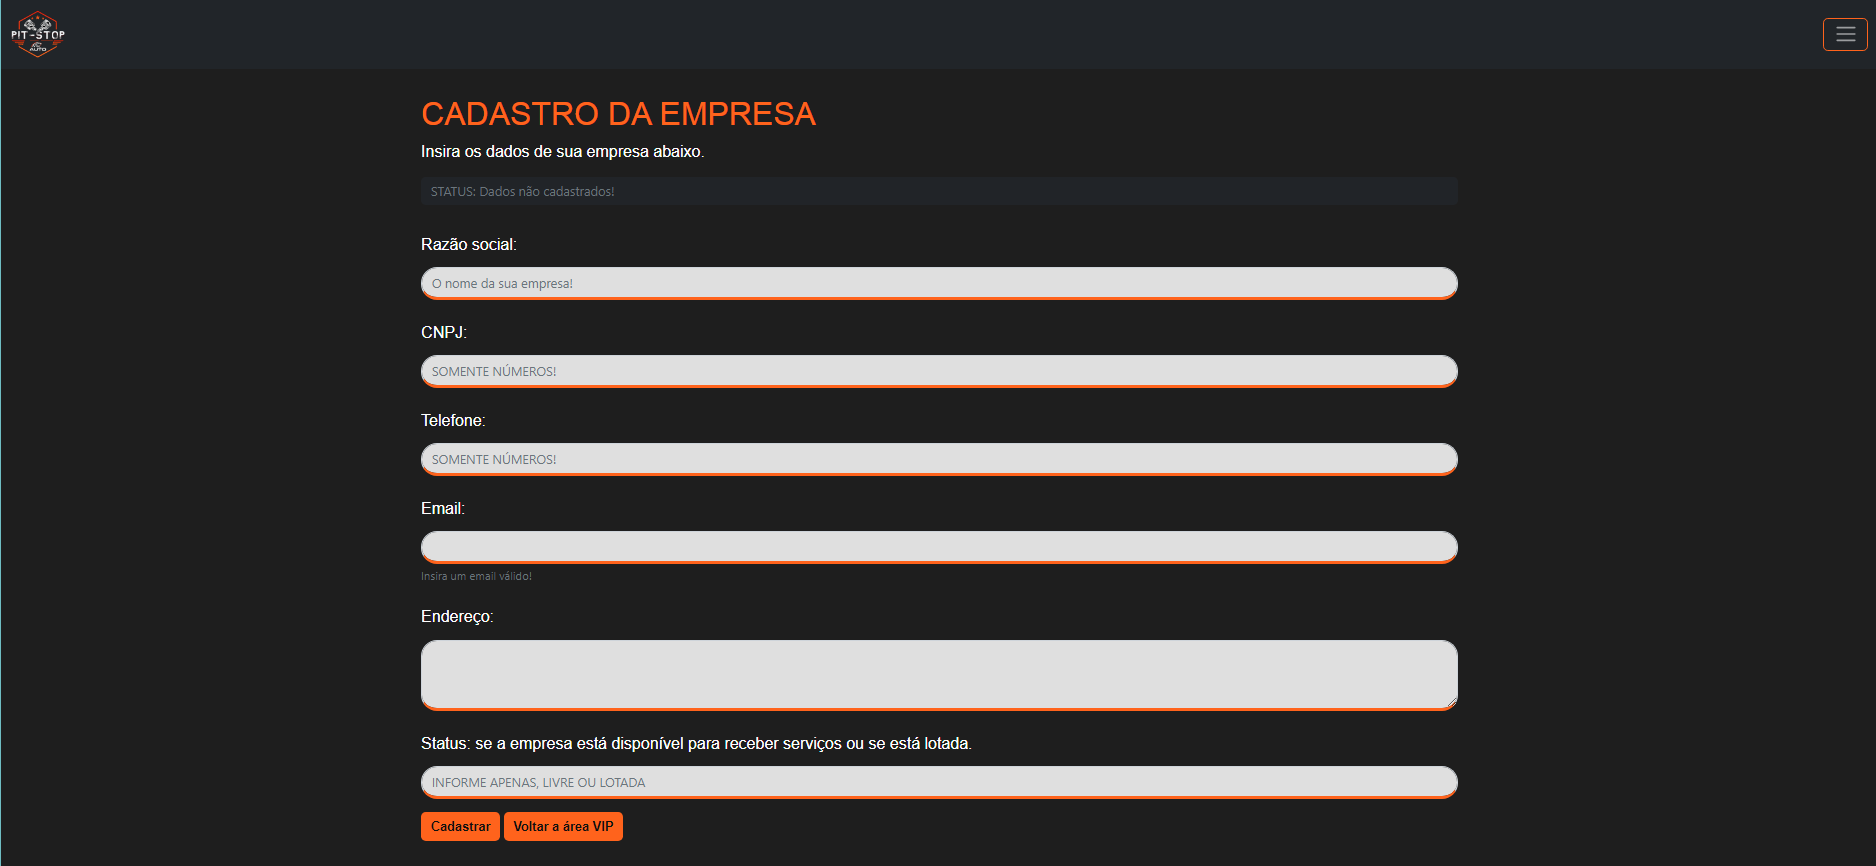 PIT-STOP
AUTO
CADASTRO DA EMPRESA
Insira os dados de sua empresa abaixo.
STATUS: Dados não cadastrados!
Razão social:
O nome da sua empresa!
CNPJ:
SOMENTE NÚMEROS!
Telefone:
SOMENTE NÚMEROS!
Email:
Insira um email válido!
Endereço:
Status: se a empresa está disponível para receber serviços ou se está lotada.
INFORME APENAS, LIVRE OU LOTADA
Cadastrar Voltar a área VIP